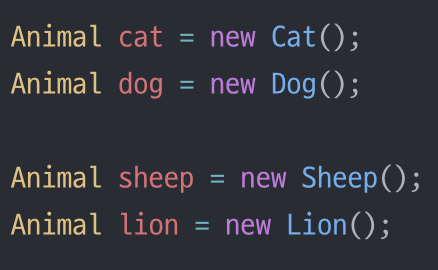 Animal cat = new Cat();
Animal dog = new Dog();
Animal sheep = new Sheep();
Animal lion = new Lion();